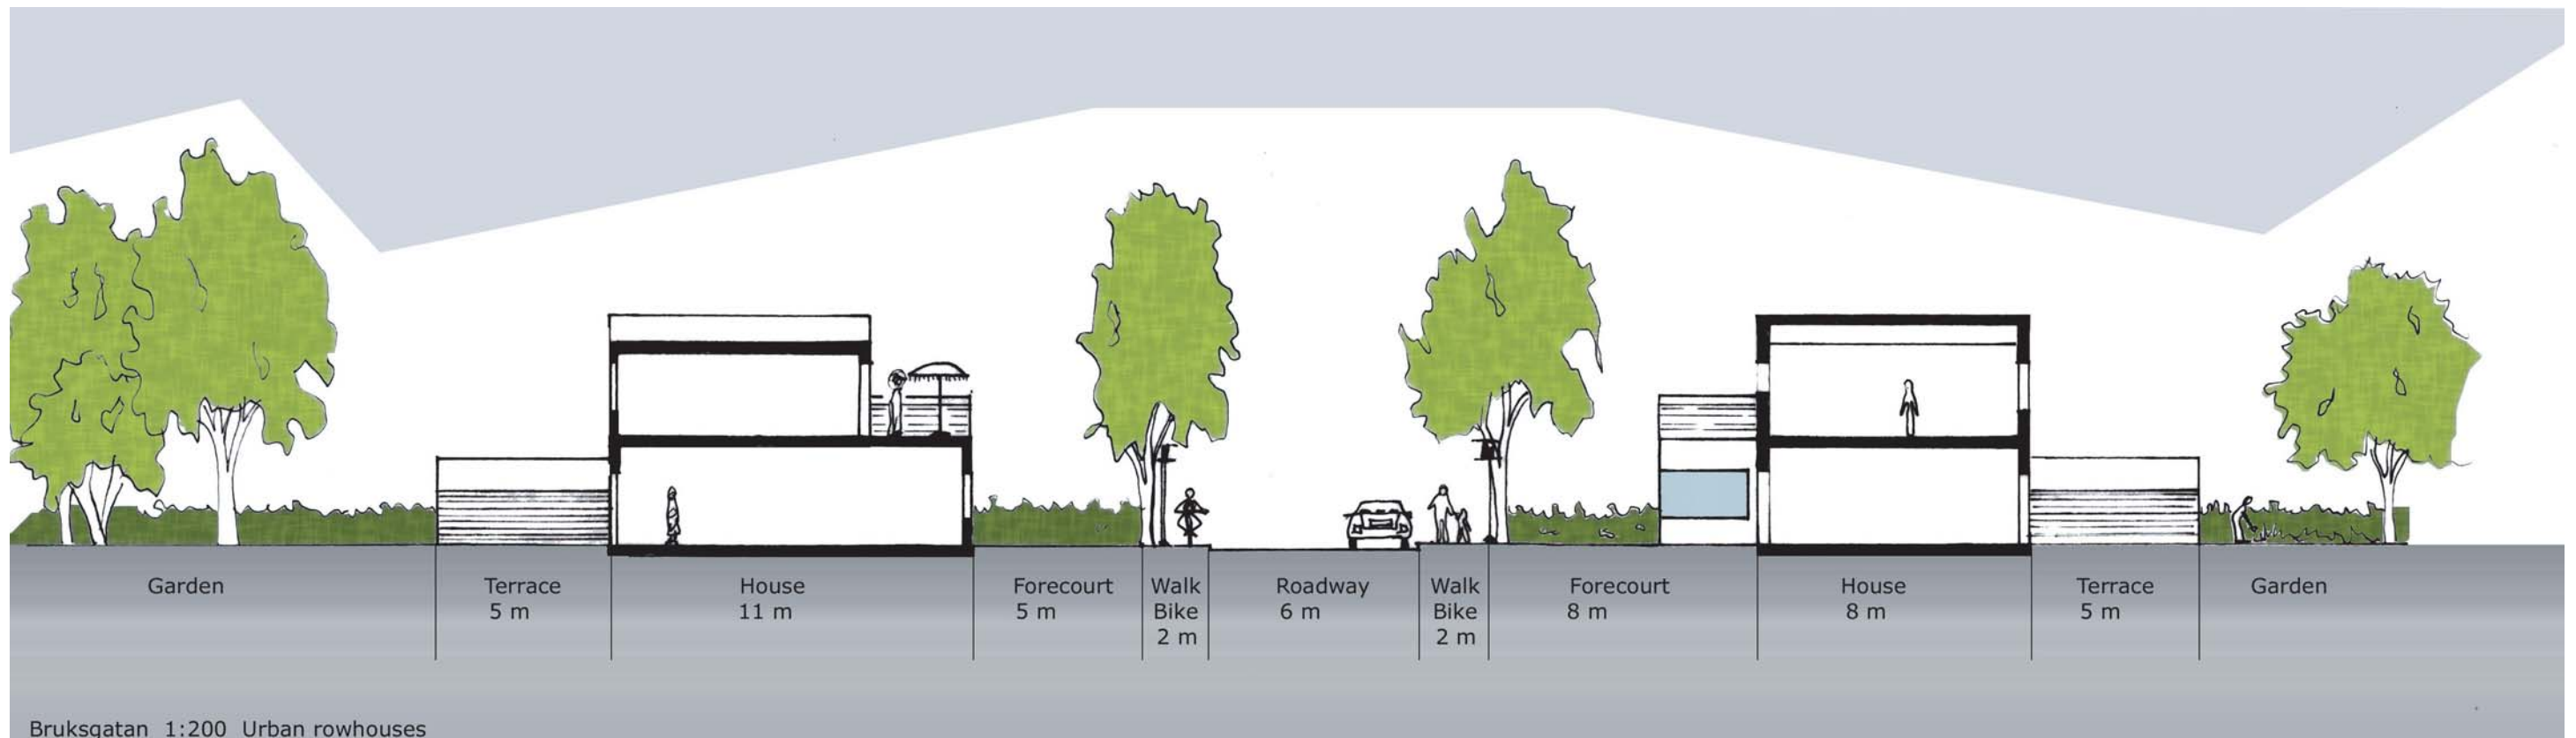 Garden
Terrace
5 m
House
11 m
Forecourt
5 m
Walk
Bike
2 m
Roadway
6 m
Walk
Bike
2 m
Forecourt
8 m
House
8 m
Terrace
5 m
Garden
Bruksgatan 1:200 Urban rowhouses